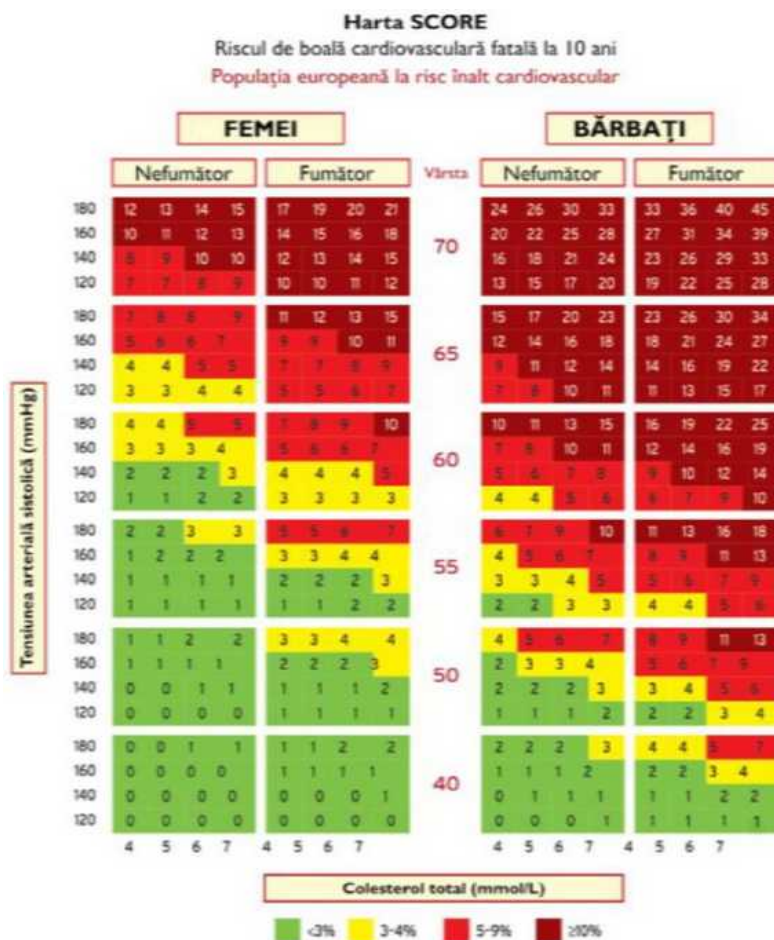 Harta SCORE
Riscul de boală cardiovasculară fatală la 10 ani
Populația europeană la risc înalt cardiovascular
FEMEI BĂRBAȚI
Nefumător Fumător Vârsta Nefumător Fumător
Tensiunea arterială sistolică (mmHg)
180 12 13 14 15 17 19 20 21 24 26 30 33 33 36 40 45
160 10 11 12 13 14 15 16 18 20 22 25 28 27 31 34 39
70
140 8 9 10 10 12 13 14 15 16 18 21 24 23 26 29 33
120 7 7 8 9 10 10 11 12 13 15 17 20 19 22 25 28
180 7 8 8 9 11 12 13 15 15 17 20 23 23 26 30 34
160 5 6 6 7 9 9 10 11 12 14 16 18 18 21 24 27
65
140 4 4 5 5 7 7 8 9 9 11 12 14 14 16 19 22
120 3 3 4 4 5 5 6 7 7 8 10 11 11 13 15 17
180 4 4 5 5 7 8 9 10 10 11 13 15 16 19 22 25
160 3 3 3 4 5 6 6 7 7 8 10 11 12 14 16 19
60
140 2 2 2 3 4 4 4 5 5 6 7 8 9 10 12 14
120 1 1 2 2 3 3 3 3 4 4 5 6 6 7 9 10
180 2 2 3 3 5 5 6 7 6 7 9 10 11 13 16 18
160 1 2 2 2 3 3 4 4 4 5 6 7 8 9 11 13
55
140 1 1 1 1 2 2 2 3 3 3 4 5 5 6 7 9
120 1 1 1 1 1 1 2 2 2 2 3 3 4 4 5 6
180 1 1 2 2 3 3 4 4 4 5 6 7 8 9 11 13
160 1 1 1 1 2 2 2 3 2 3 3 4 5 6 7 9
50
140 0 0 1 1 1 1 1 2 2 2 2 3 3 4 5 6
120 0 0 0 0 1 1 1 1 1 1 1 2 2 2 3 4
180 0 0 1 1 1 1 2 2 2 2 2 3 4 4 5 7
160 0 0 0 0 1 1 1 1 1 1 1 2 2 2 3 4
40
140 0 0 0 0 0 0 0 1 0 1 1 1 1 1 2 2
120 0 0 0 0 0 0 0 0 0 0 0 1 1 1 1 1
4 5 6 7 4 5 6 7 4 5 6 7 4 5 6 7
Colesterol total (mmol/L)
<3% 3-4% 5-9% ≥10%